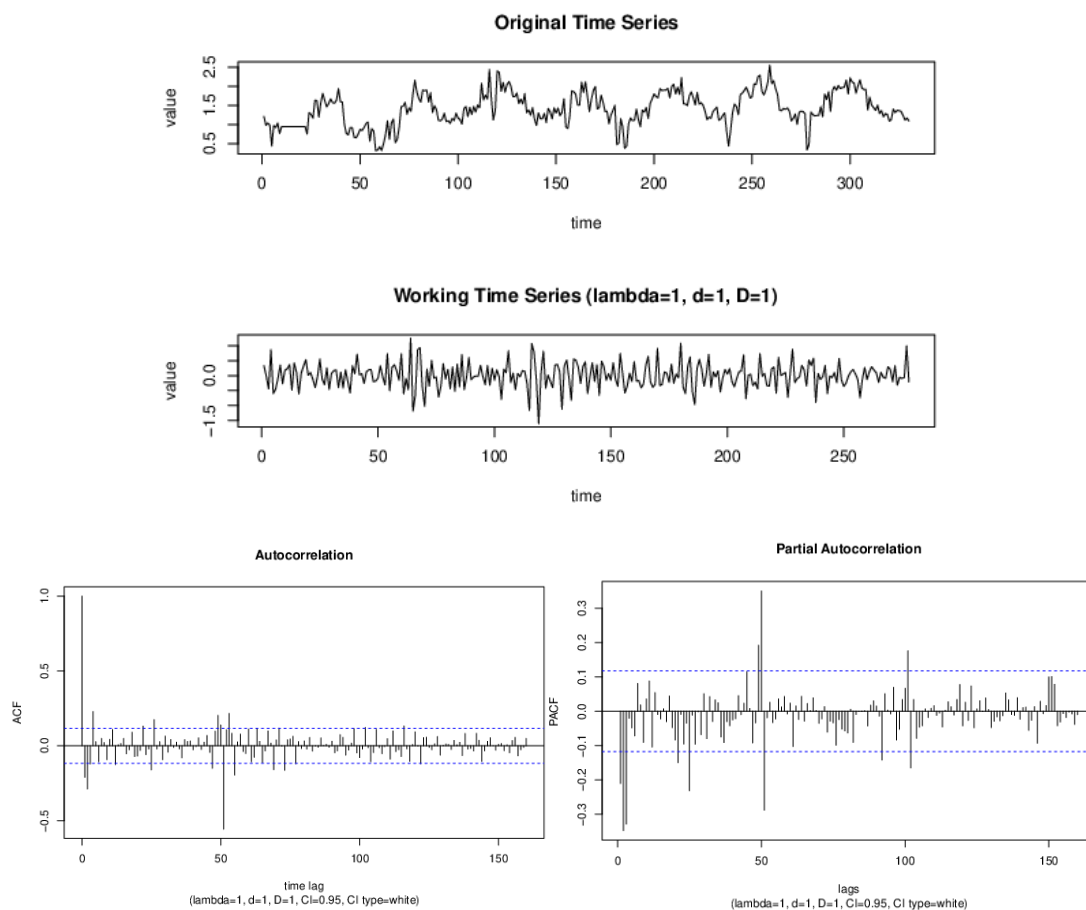 Original Time Series
value
0.5 1.5 2.5
0 50 100 150 200 250 300
time
Working Time Series (lambda=1, d=1, D=1)
value
−1.5 0.0
0 50 100 150 200 250
time
Autocorrelation
ACF
−0.5 0.0 0.5 1.0
0 50 100 150
time lag
(lambda=1, d=1, D=1, CI=0.95, CI type=white)
Partial Autocorrelation
PACF
−0.3 −0.2 −0.1 0.0 0.1 0.2 0.3
0 50 100 150
lags
(lambda=1, d=1, D=1, CI=0.95, CI type=white)